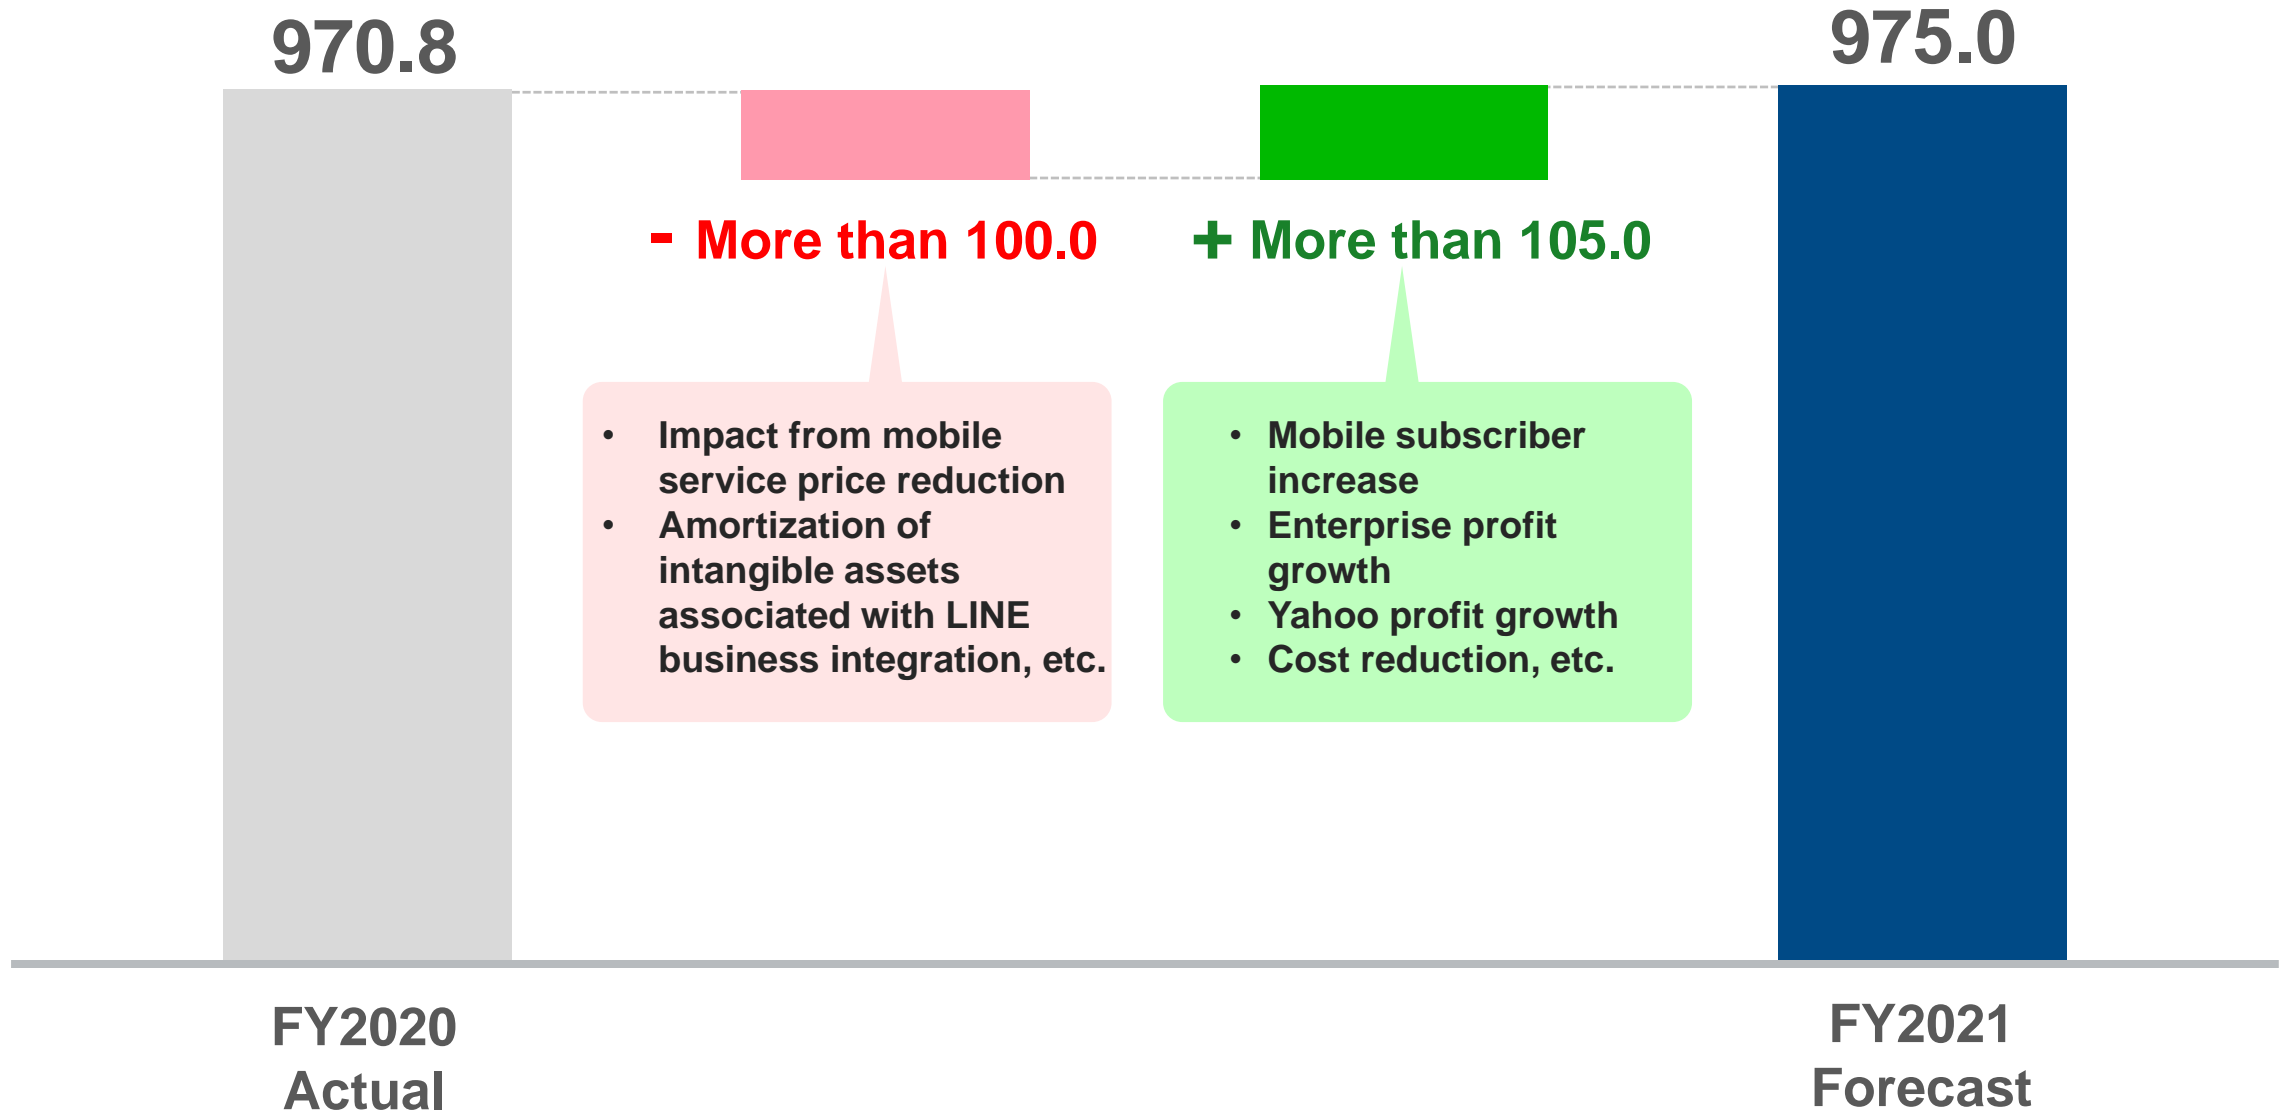 970.8
975.0
- More than 100.0
+ More than 105.0
• Impact from mobile
service price reduction
• Amortization of
intangible assets
associated with LINE
business integration, etc.
• Mobile subscriber
increase
• Enterprise profit
growth
• Yahoo profit growth
• Cost reduction, etc.
FY2020
Actual
FY2021
Forecast